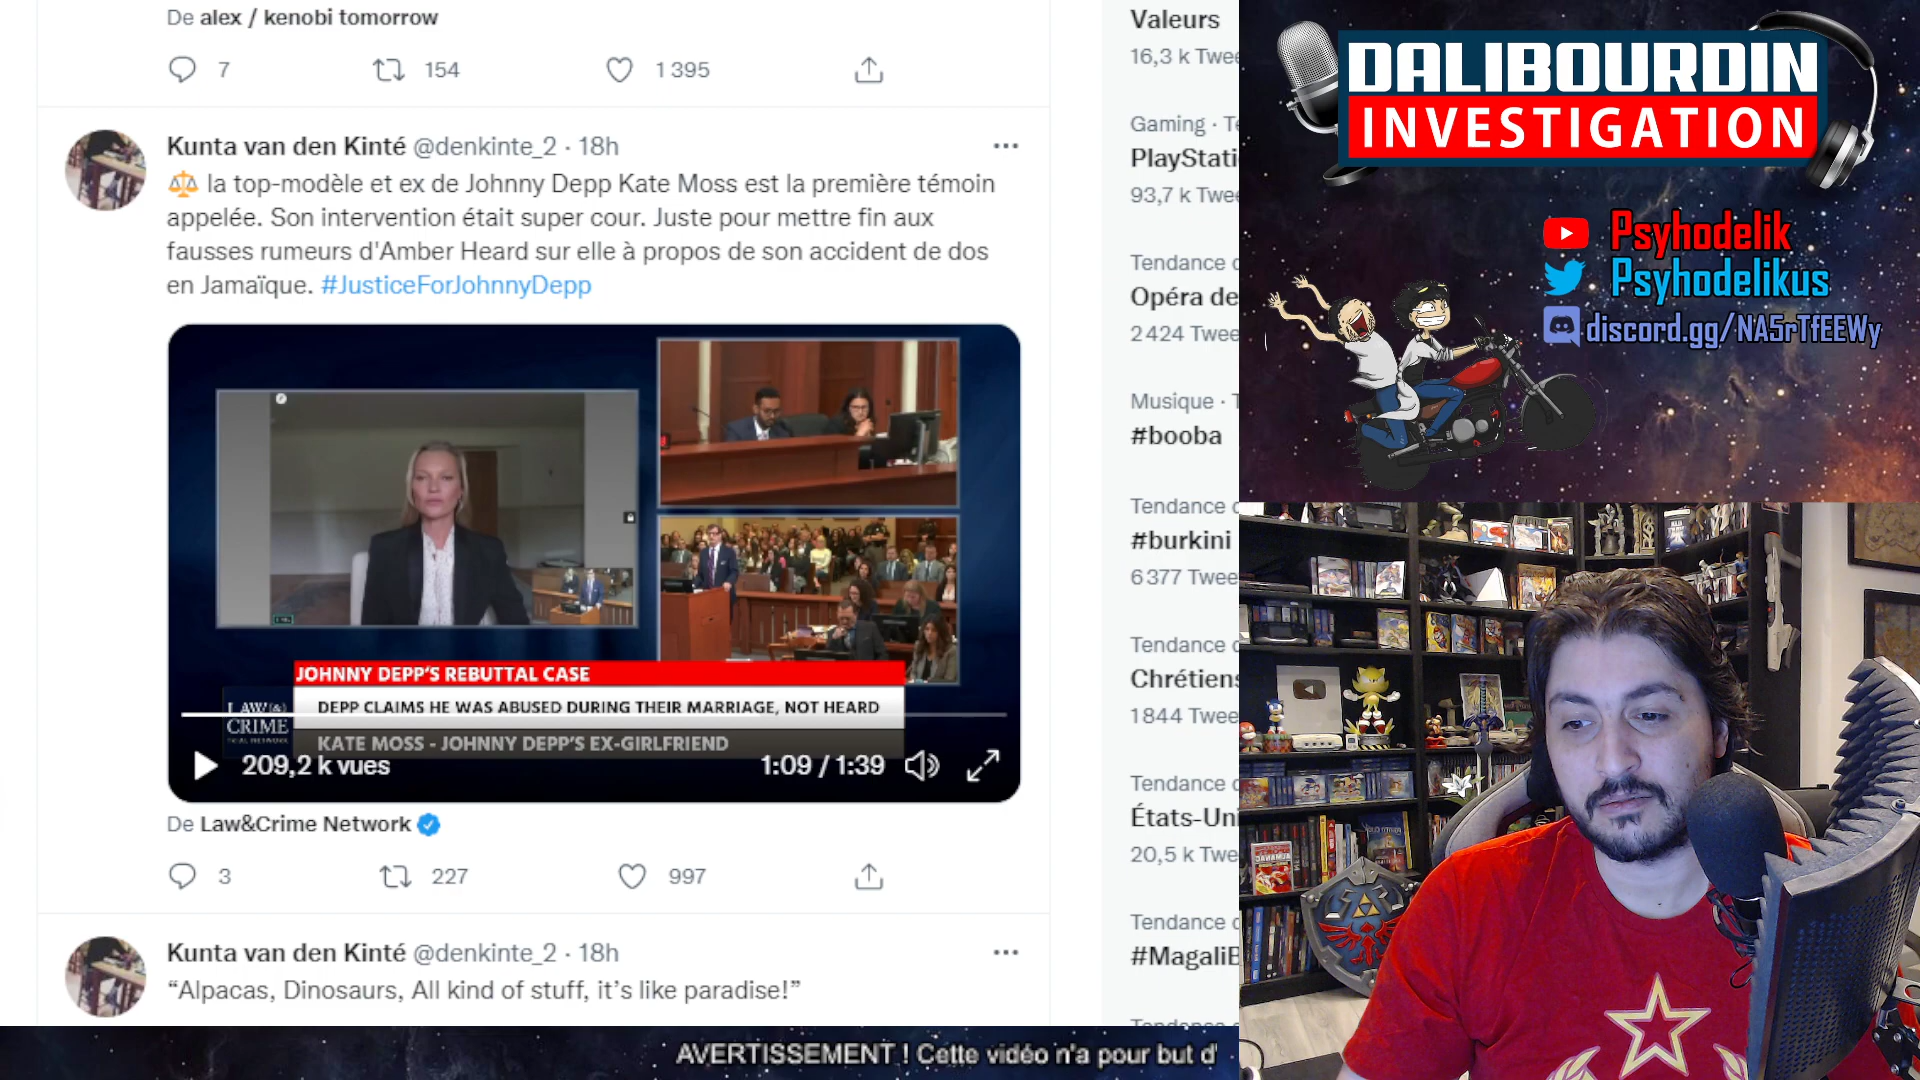 De alex / kenobi tomorrow
7 154 1 395
Kunta van den Kinté @denkinte_2 · 18h
la top-modèle et ex de Johnny Depp Kate Moss est la première témoin
appelée. Son intervention était super cour. Juste pour mettre fin aux
fausses rumeurs d'Amber Heard sur elle à propos de son accident de dos
en Jamaïque. #JusticeForJohnnyDepp
JOHNNY DEPP'S REBUTTAL CASE
LAW & CRIME
DEPP CLAIMS HE WAS ABUSED DURING THEIR MARRIAGE, NOT HEARD
KATE MOSS - JOHNNY DEPP'S EX-GIRLFRIEND
209,2 k vues 1:09 / 1:39
De Law&Crime Network
3 227 997
Kunta van den Kinté @denkinte_2 · 18h
“Alpacas, Dinosaurs, All kind of stuff, it's like paradise!”
Valeurs
16,3 k Twee
Gaming · Te
PlayStati
93,7 k Twee
Tendance
Opéra de
2 424 Twee
Musique ·
#booba
Tendance
#burkini
6 377 Twee
Tendance
Chrétiens
1 844 Twee
Tendance
États-Uni
20,5 k Twe
Tendance
#MagaliB
Tendance
DALIBOURDIN
INVESTIGATION
Psyhodelik
Psyhodelikus
discord.gg/NA5rTfEEWy
AVERTISSEMENT ! Cette vidéo n'a pour but d'